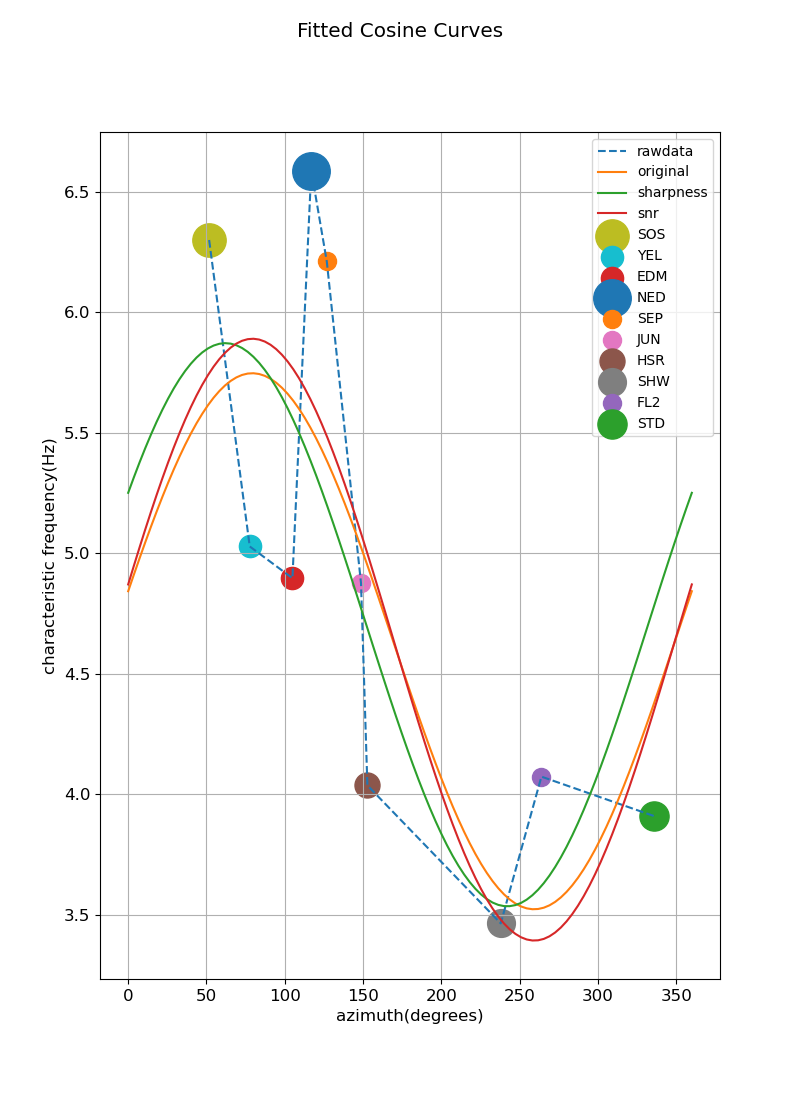 Fitted Cosine Curves
rawdata
original
sharpness
snr
SOS
YEL
EDM
NED
SEP
JUN
HSR
SHW
FL2
STD
characteristic frequency(Hz)
6.5
6.0
5.5
5.0
4.5
4.0
3.5
0 50 100 150 200 250 300 350
azimuth(degrees)